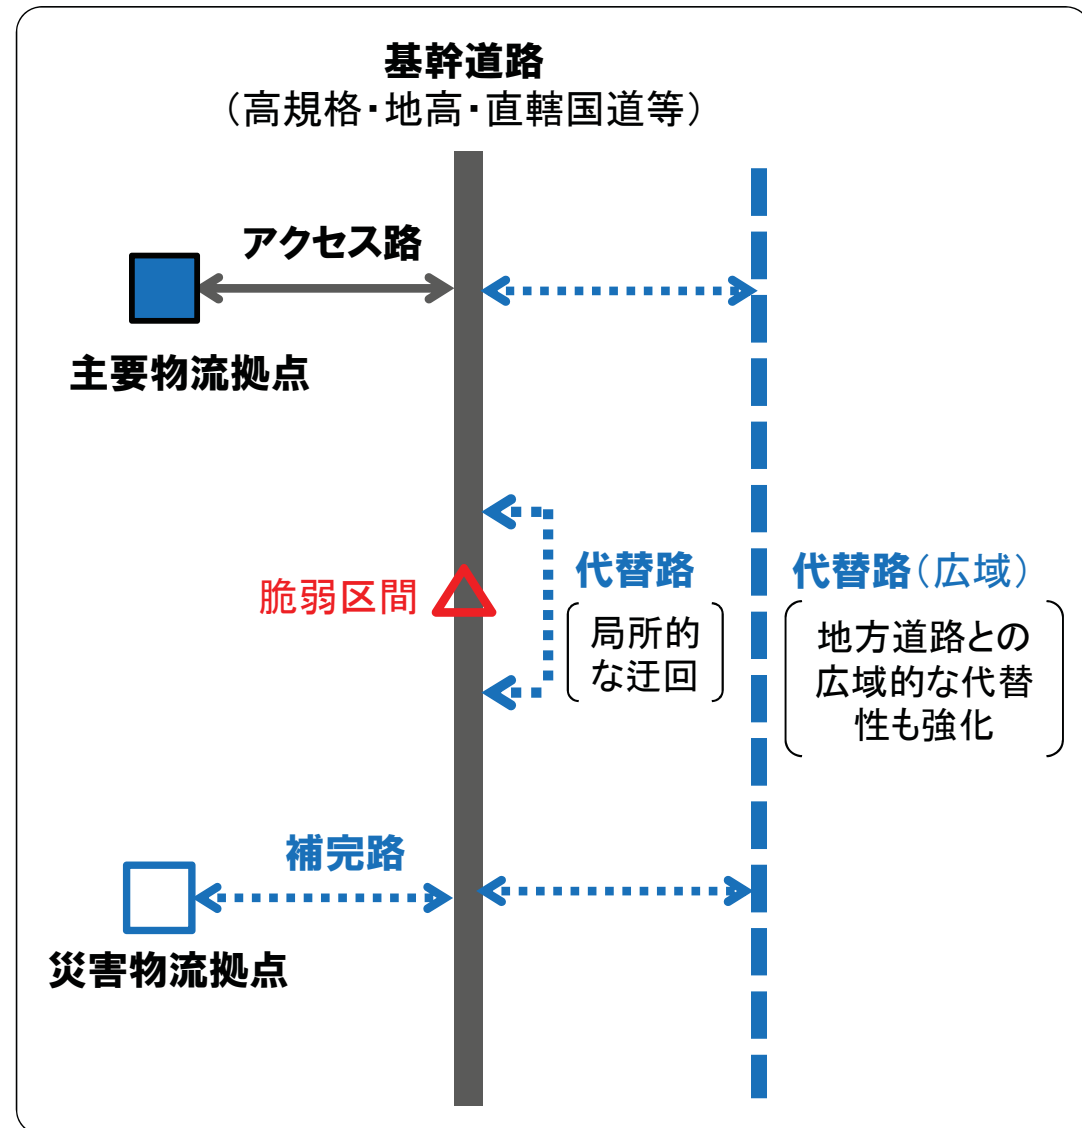 基幹道路
（高規格・地高・直轄国道等）
アクセス路
主要物流拠点
脆弱区間
代替路
局所的
な迂回
代替路（広域）
地方道路との
広域的な代替
性も強化
補完路
災害物流拠点